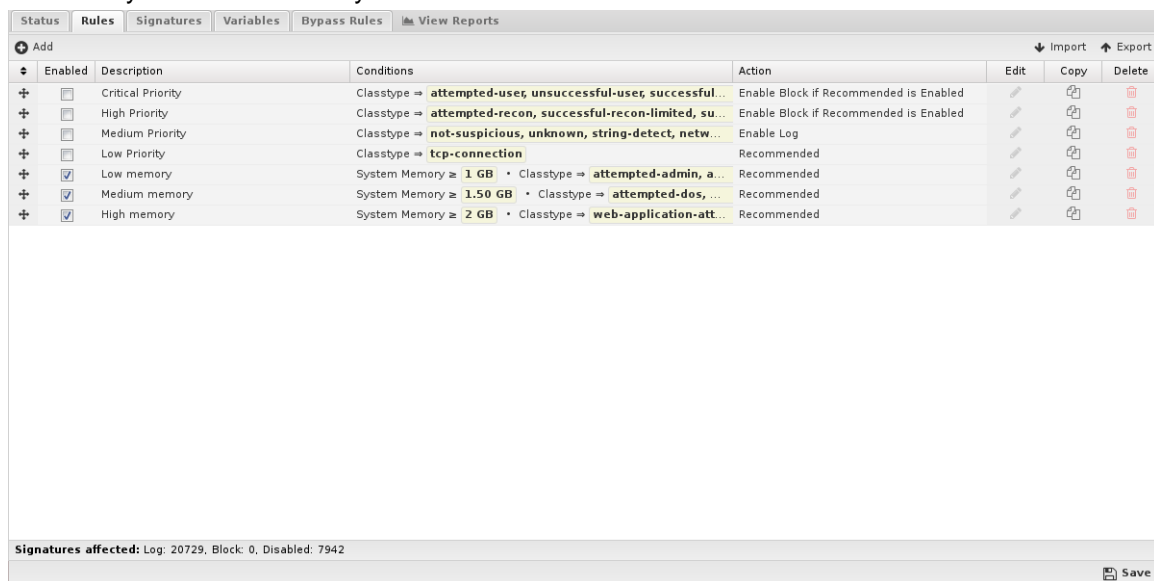 Status Rules Signatures Variables Bypass Rules View Reports
Add Import Export
Enabled Description Conditions Action Edit Copy Delete
Critical Priority Classtype ⇒ attempted-user, unsuccessful-user, successful... Enable Block if Recommended is Enabled
High Priority Classtype ⇒ attempted-recon, successful-recon-limited, su... Enable Block if Recommended is Enabled
Medium Priority Classtype ⇒ not-suspicious, unknown, string-detect, netw... Enable Log
Low Priority Classtype ⇒ tcp-connection Recommended
Low memory System Memory ≥ 1 GB • Classtype ⇒ attempted-admin, a... Recommended
Medium memory System Memory ≥ 1.50 GB • Classtype ⇒ attempted-dos, ... Recommended
High memory System Memory ≥ 2 GB • Classtype ⇒ web-application-att... Recommended
Signatures affected: Log: 20729, Block: 0, Disabled: 7942
Save